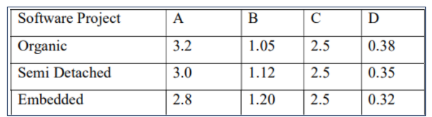 Software Project A B C D
Organic 3.2 1.05 2.5 0.38
Semi Detached 3.0 1.12 2.5 0.35
Embedded 2.8 1.20 2.5 0.32